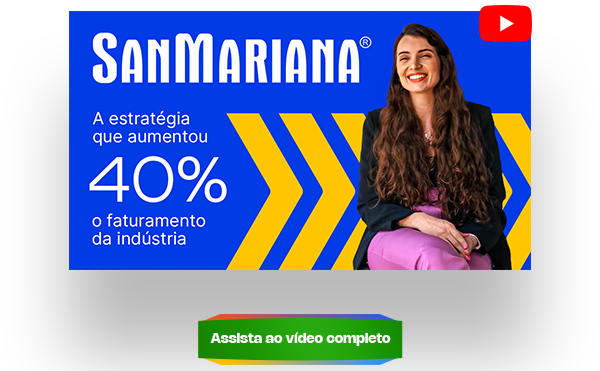 SANMARIANA®
A estratégia
que aumentou
40%
o faturamento
da indústria
Assista ao vídeo completo